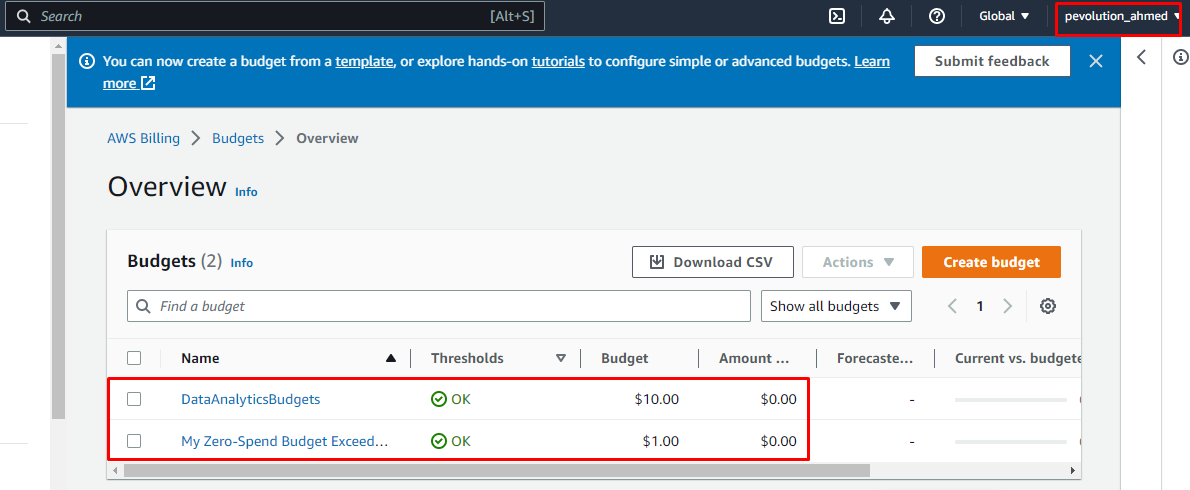 Search [Alt+S] Global pevolution_ahmed
You can now create a budget from a template, or explore hands-on tutorials to configure simple or advanced budgets. Learn
more
Submit feedback
AWS Billing Budgets Overview
Overview Info
Budgets (2) Info Download CSV Actions Create budget
Find a budget Show all budgets 1
Name Thresholds Budget Amount ... Forecaste... Current vs. budgete
DataAnalyticsBudgets OK $10.00 $0.00 -
My Zero-Spend Budget Exceed... OK $1.00 $0.00 -